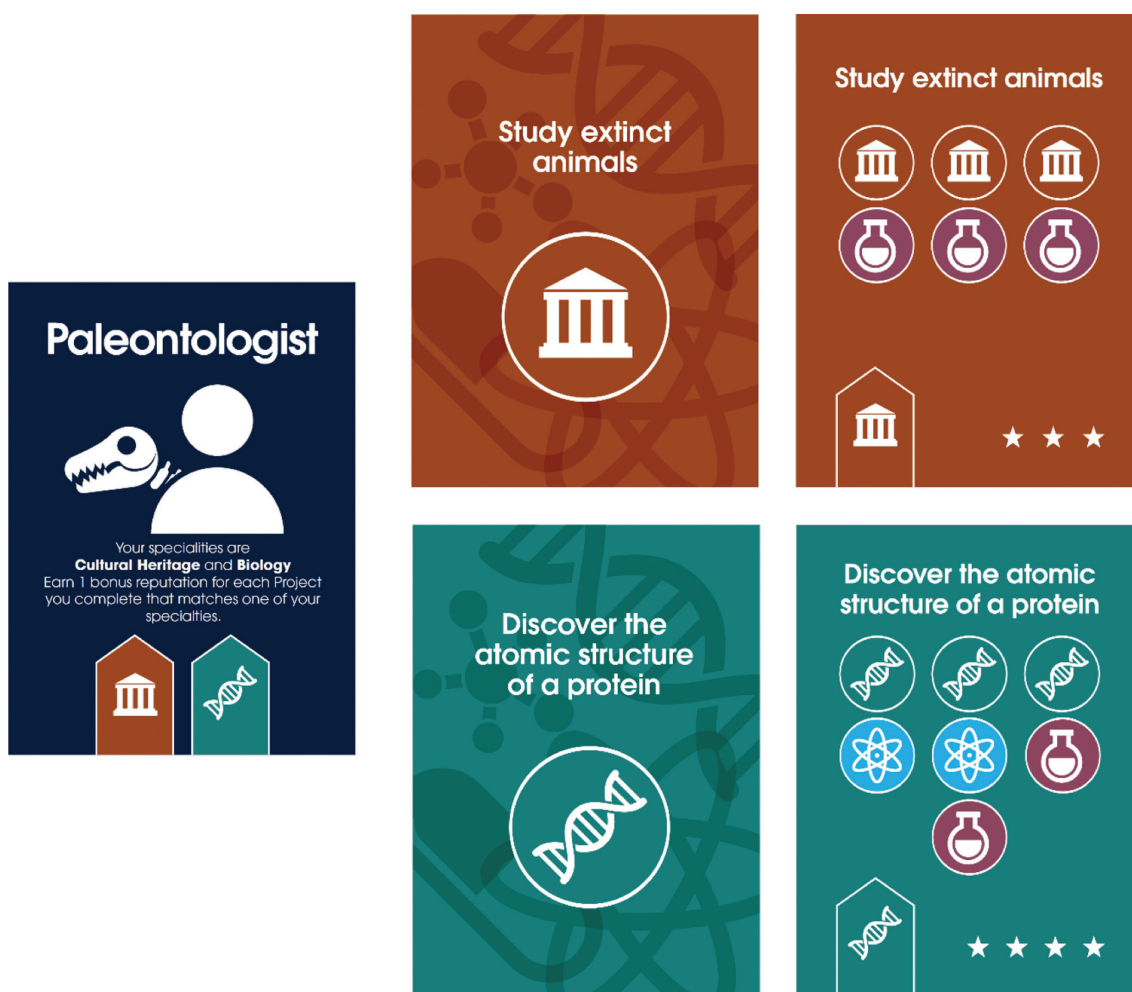 Paleontologist
Your specialities are
Cultural Heritage and Biology
Earn 1 bonus reputation for each Project
you complete that matches one of your
specialties.
Study extinct
animals
Study extinct animals
Discover the
atomic structure
of a protein
Discover the atomic
structure of a protein